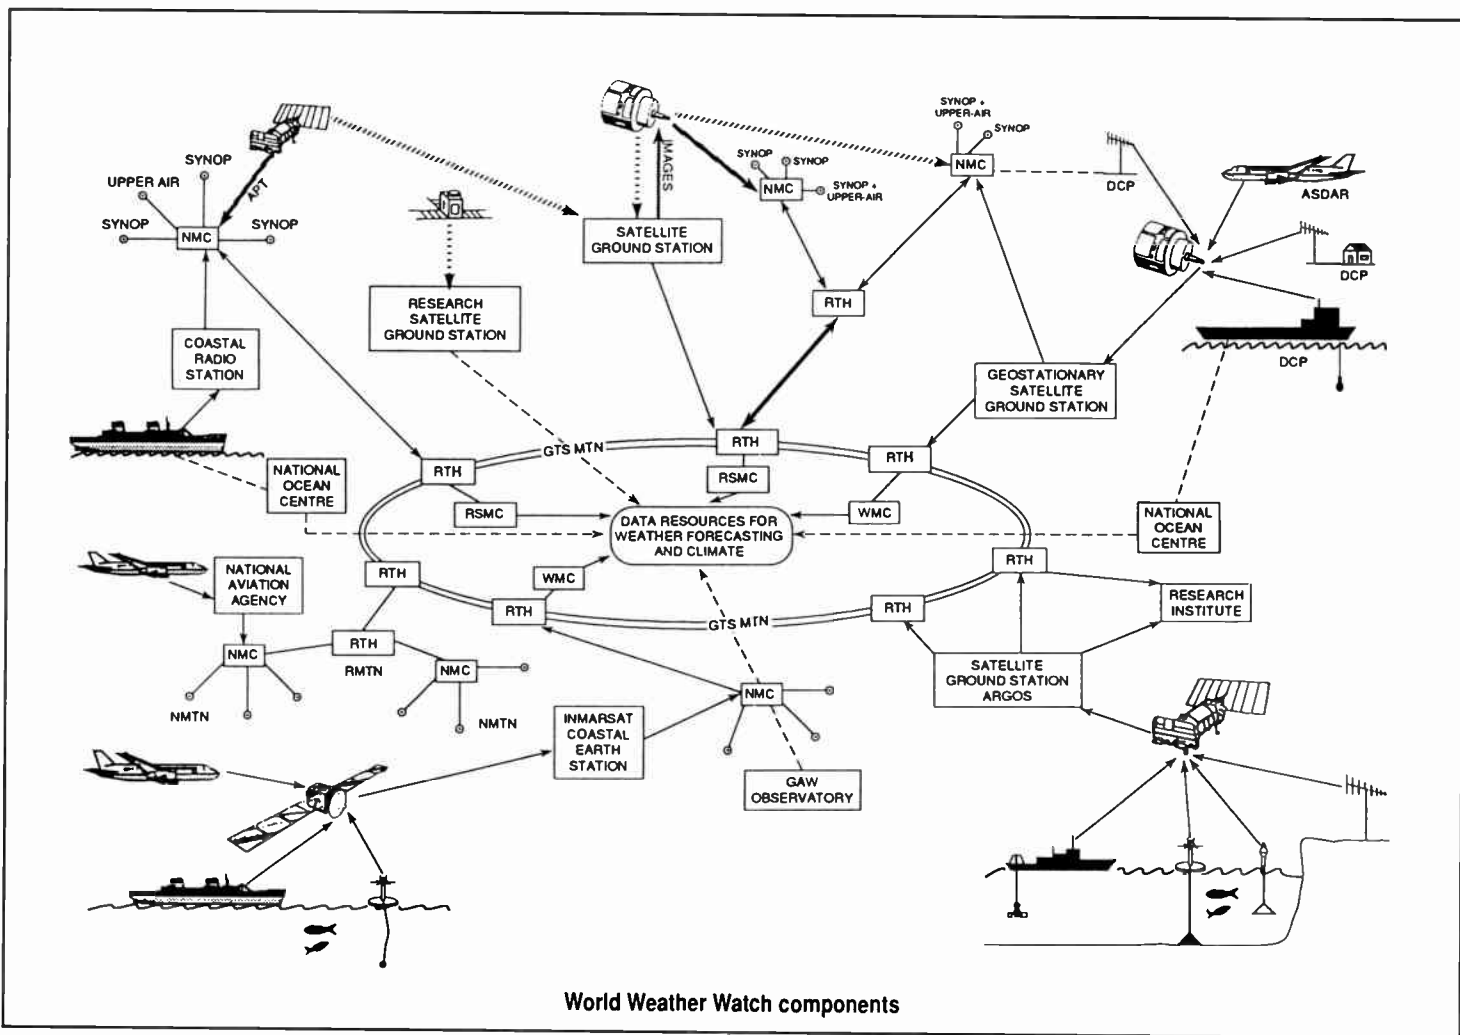 SYNOP +
UPPER-AIR
SYNOP
NMC
DCP
ASDAR
DCP
DCP
SYNOP
UPPER AIR
SYNOP
SYNOP
NMC
APT
IMAGES
SYNOP
SYNOP
NMC
SYNOP +
UPPER-AIR
SATELLITE
GROUND STATION
RESEARCH
SATELLITE
GROUND STATION
RTH
COASTAL
RADIO
STATION
GEOSTATIONARY
SATELLITE
GROUND STATION
GTS MTN
RTH
RTH
RTH
RSMC
RSMC
WMC
NATIONAL
OCEAN
CENTRE
DATA RESOURCES FOR
WEATHER FORECASTING
AND CLIMATE
NATIONAL
OCEAN
CENTRE
NATIONAL
AVIATION
AGENCY
RTH
WMC
RTH
RTH
RTH
GTS MTN
RESEARCH
INSTITUTE
NMC
RTH
RMTN
NMC
NMTN
NMTN
NMC
SATELLITE
GROUND STATION
ARGOS
INMARSAT
COASTAL
EARTH
STATION
GAW
OBSERVATORY
World Weather Watch components